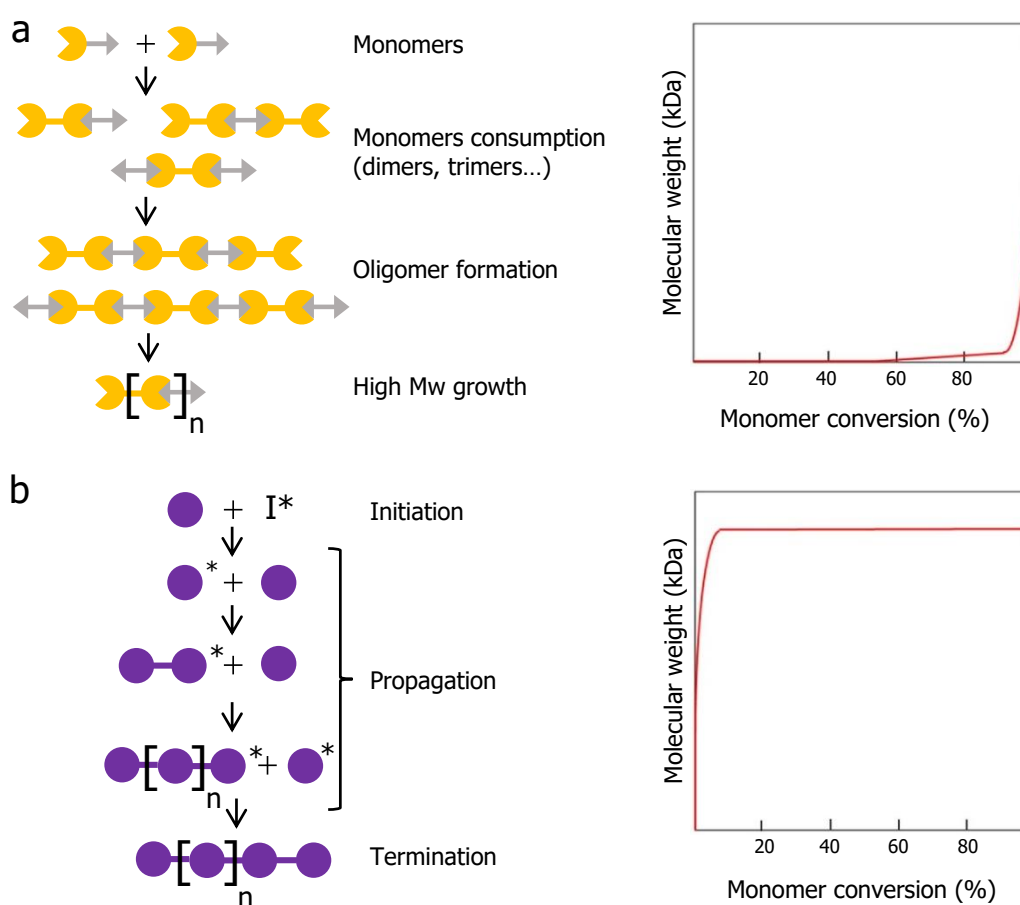 a
+
Monomers
Monomers consumption
(dimers, trimers…)
Oligomer formation
[ ]n
High Mw growth
Molecular weight (kDa)
20 40 60 80
Monomer conversion (%)
b
+ I*
Initiation
* +
* +
Propagation
[ ]n * + *
[ ]n
Termination
Molecular weight (kDa)
20 40 60 80
Monomer conversion (%)